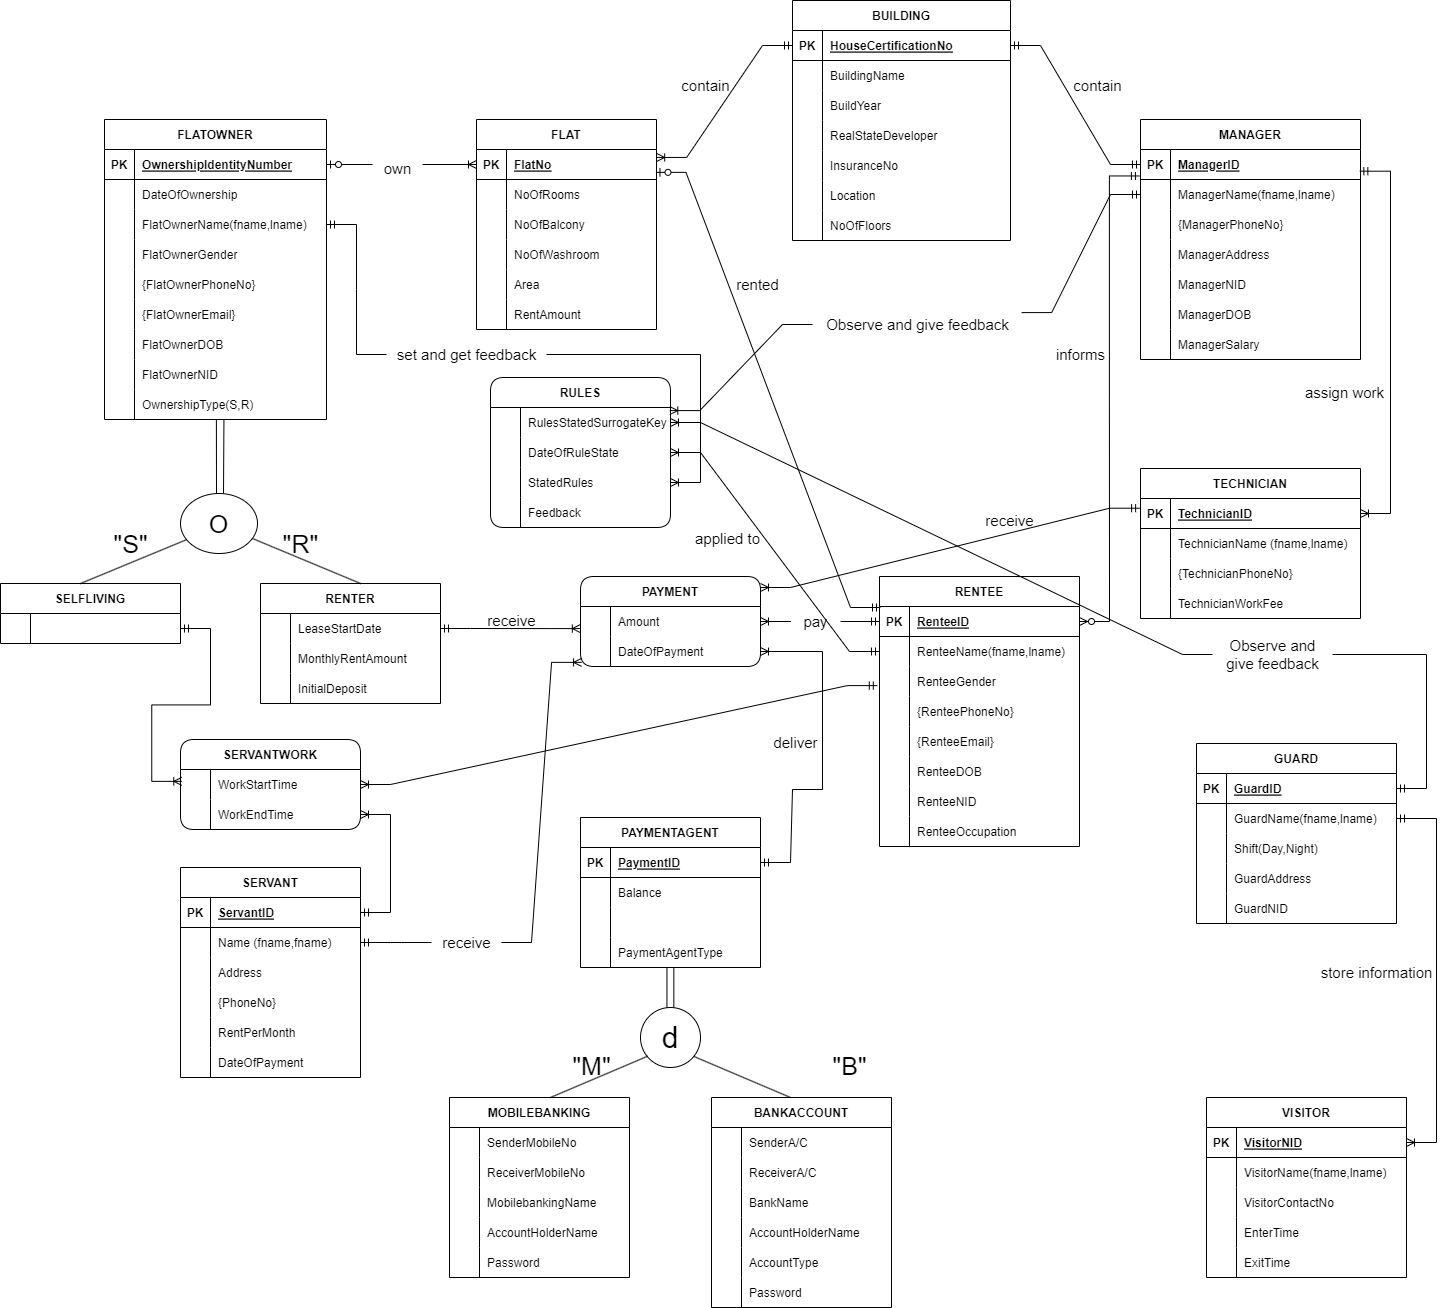 BUILDING
PK HouseCertificationNo
BuildingName
BuildYear
RealStateDeveloper
InsuranceNo
Location
NoOfFloors
contain
contain
FLATOWNER
PK OwnershipIdentityNumber
DateOfOwnership
FlatOwnerName(fname,lname)
FlatOwnerGender
{FlatOwnerPhoneNo}
{FlatOwnerEmail}
FlatOwnerDOB
FlatOwnerNID
OwnershipType(S,R)
own
FLAT
PK FlatNo
NoOfRooms
NoOfBalcony
NoOfWashroom
Area
RentAmount
MANAGER
PK ManagerID
ManagerName(fname,lname)
{ManagerPhoneNo}
ManagerAddress
ManagerNID
ManagerDOB
ManagerSalary
rented
Observe and give feedback
informs
set and get feedback
assign work
RULES
RulesStatedSurrogateKey
DateOfRuleState
StatedRules
Feedback
TECHNICIAN
PK TechnicianID
TechnicianName (fname,lname)
{TechnicianPhoneNo}
TechnicianWorkFee
receive
applied to
O
"S"
"R"
SELFLIVING
RENTER
LeaseStartDate
MonthlyRentAmount
InitialDeposit
receive
PAYMENT
Amount
DateOfPayment
pay
RENTEE
PK RenteeID
RenteeName(fname,lname)
RenteeGender
{RenteePhoneNo}
{RenteeEmail}
RenteeDOB
RenteeNID
RenteeOccupation
Observe and
give feedback
deliver
SERVANTWORK
WorkStartTime
WorkEndTime
GUARD
PK GuardID
GuardName(fname,lname)
Shift(Day,Night)
GuardAddress
GuardNID
PAYMENTAGENT
PK PaymentID
Balance
PaymentAgentType
SERVANT
PK ServantID
Name (fname,fname)
Address
{PhoneNo}
RentPerMonth
DateOfPayment
receive
store information
d
"M"
"B"
MOBILEBANKING
SenderMobileNo
ReceiverMobileNo
MobilebankingName
AccountHolderName
Password
BANKACCOUNT
SenderA/C
ReceiverA/C
BankName
AccountHolderName
AccountType
Password
VISITOR
PK VisitorNID
VisitorName(fname,lname)
VisitorContactNo
EnterTime
ExitTime